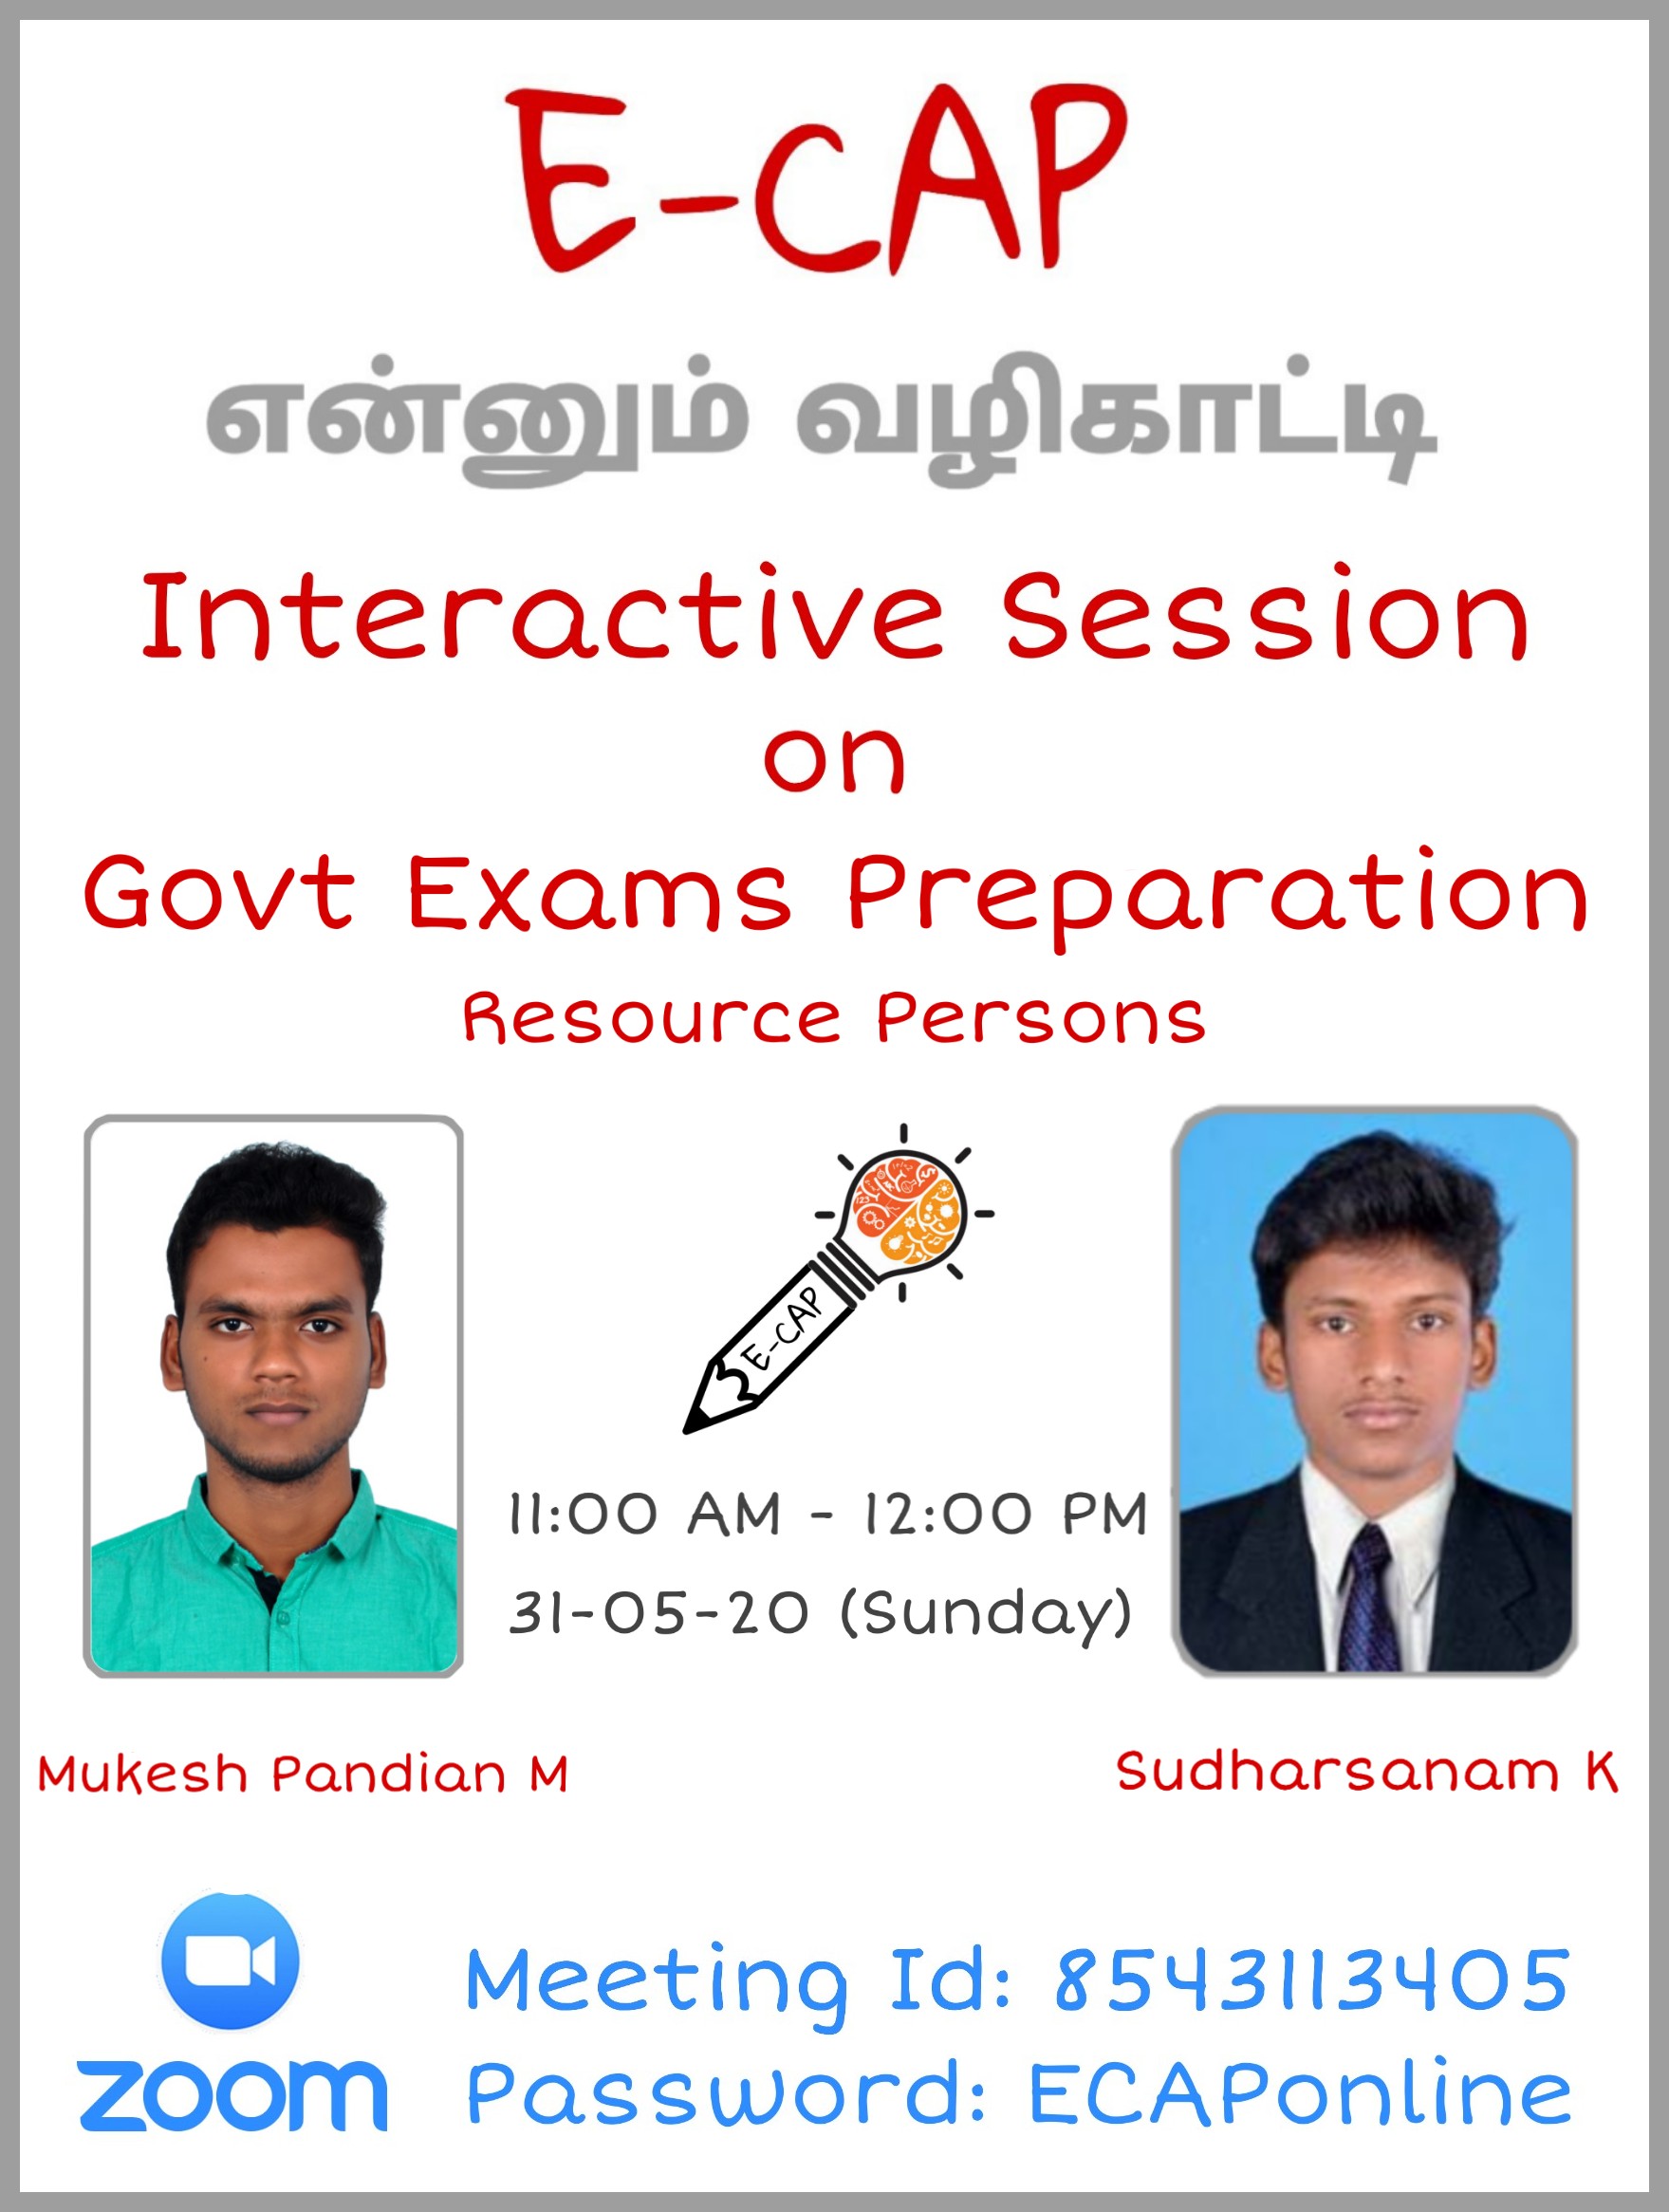 E-CAP
என்னும் வழிகாட்டி
Interactive Session
on
Govt Exams Preparation
Resource Persons
E-CAP
11:00 AM - 12:00 PM
31-05-20 (Sunday)
Mukesh Pandian M
Sudharsanam K
zoom
Meeting Id: 8543113405
Password: ECAPonline